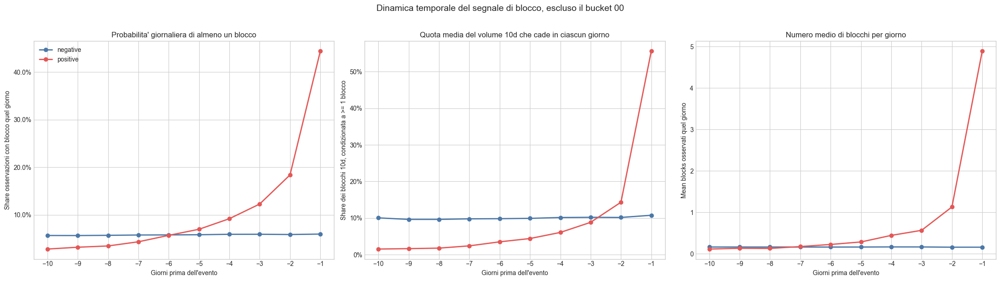 Dinamica temporale del segnale di blocco, escluso il bucket 00
Probabilita' giornaliera di almeno un blocco
Share osservazioni con blocco quel giorno
40.0%
30.0%
20.0%
10.0%
negative
positive
−10 −9 −8 −7 −6 −5 −4 −3 −2 −1
Giorni prima dell'evento
Quota media del volume 10d che cade in ciascun giorno
Share dei blocchi 10d, condizionata a >= 1 blocco
50%
40%
30%
20%
10%
0%
−10 −9 −8 −7 −6 −5 −4 −3 −2 −1
Giorni prima dell'evento
Numero medio di blocchi per giorno
Mean blocks osservati quel giorno
5
4
3
2
1
0
−10 −9 −8 −7 −6 −5 −4 −3 −2 −1
Giorni prima dell'evento